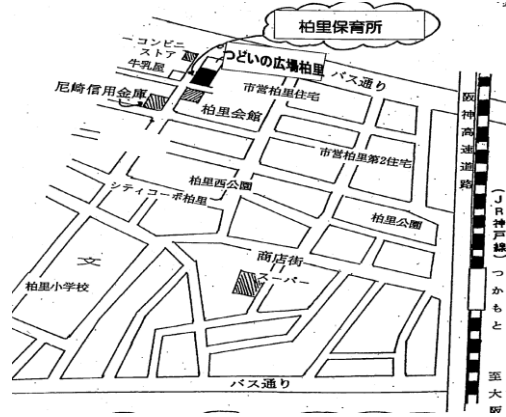 柏里保育所
コンビニ
ストア
つどいの広場柏里
牛乳屋
バス通り
尼崎信用金庫
市営柏里住宅
柏里会館
阪神高速道路
市営柏里第2住宅
柏里西公園
シティコーポ柏里
柏里公園
(JR神戸線)つかもと
商店街
スーパー
文
柏里小学校
バス通り
至大阪